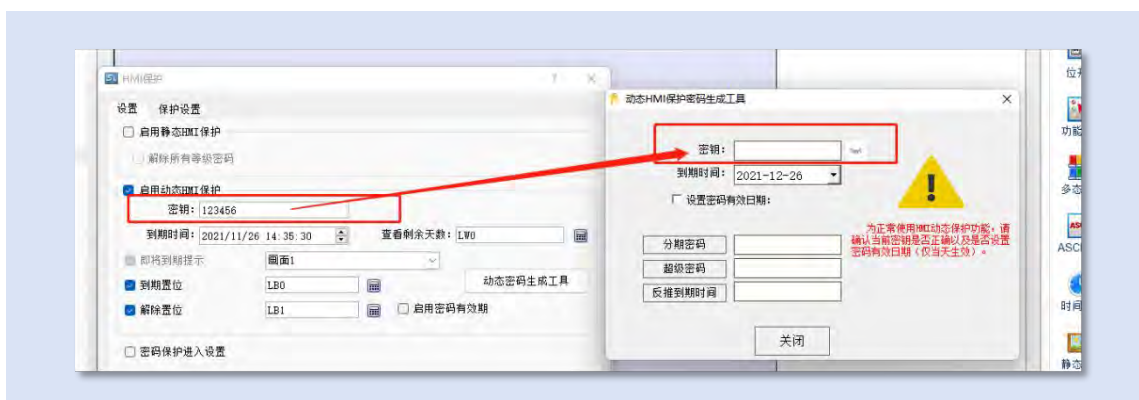 HMI保护
? ×
设置 保护设置
启用静态HMI保护
解除所有等级密码
启用动态HMI保护
密钥: 123456
到期时间: 2021/11/26 14:35:30 查看剩余天数: LW0
即将到期提示 画面1
到期置位 LB0 动态密码生成工具
解除置位 LB1 启用密码有效期
密码保护进入设置
动态HMI保护密码生成工具 ×
密钥:
到期时间: 2021-12-26
设置密码有效日期:
为正常使用HMI动态保护功能,请
确认当前密钥是否正确以及是否设置
密码有效日期(仅当天生效)。
分期密码
超级密码
反推到期时间
关闭
功能
多态
ASCI
时间
静态